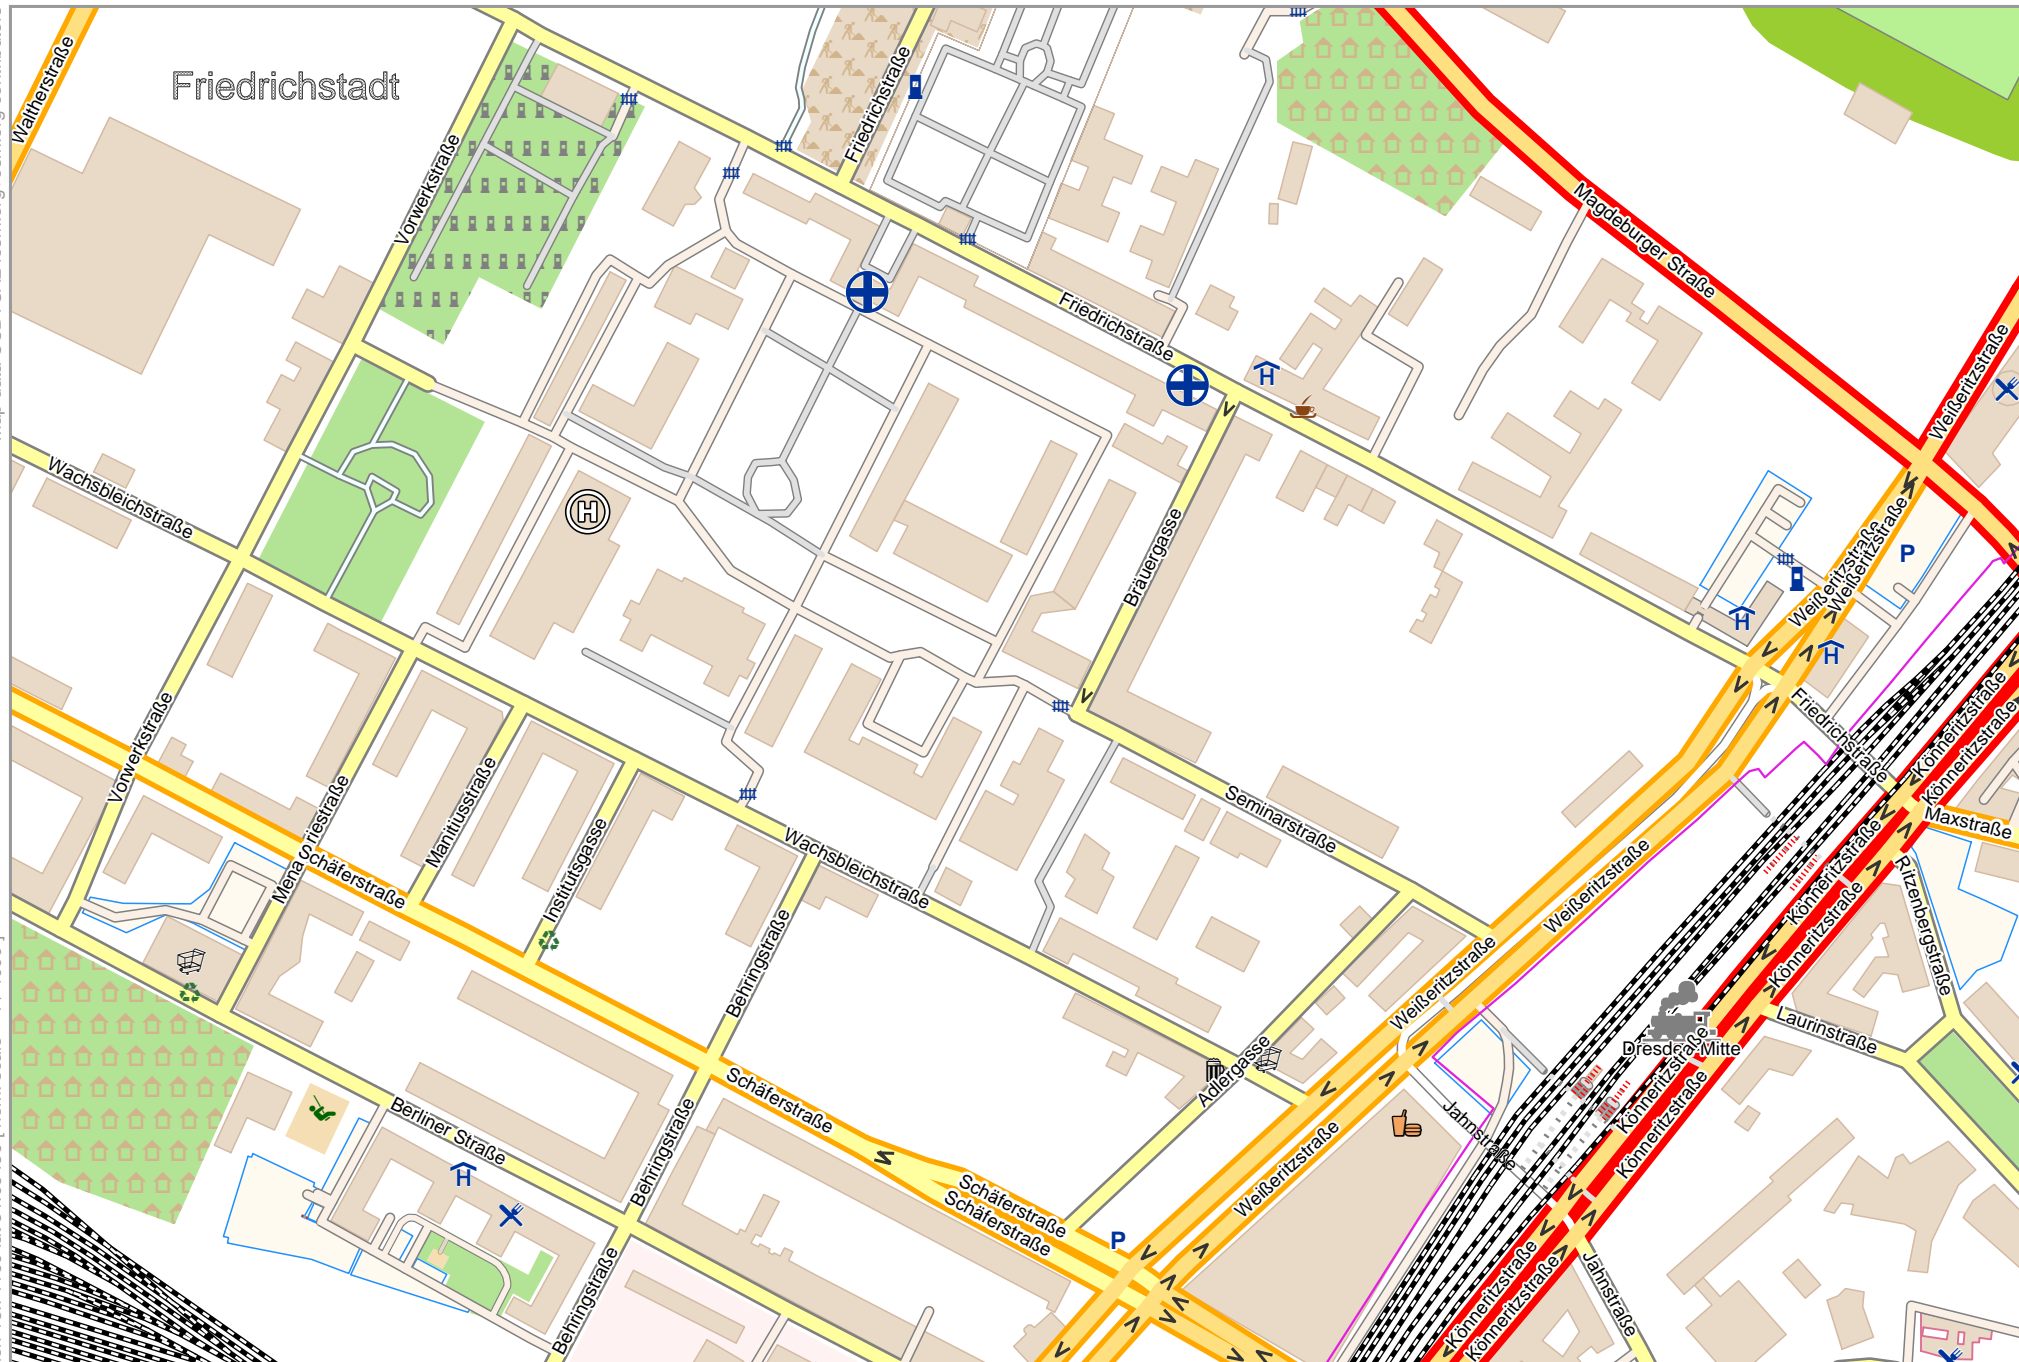 Waltherstraße
Friedrichstadt
Friedrichstraße
Vorwerkstraße
Magdeburger Straße
Friedrichstraße
Weißeritzstraße
Wachsbleichstraße
Bräuergasse
Weißeritzstraße
Weißeritzstraße
P
H
H
H
H
Vorwerkstraße
Friedrichstraße
Könneritzstraße
Könneritzstraße
Manitiusstraße
Seminarstraße
Maxstraße
Institutsgasse
Schäferstraße
Wachsbleichstraße
Weißeritzstraße
Könneritzstraße
Könneritzstraße
Ritzenbergstraße
Behringstraße
Weißeritzstraße
Laurinstraße
Dresden Mitte
Adlergasse
Könneritzstraße
Könneritzstraße
Schäferstraße
Berliner Straße
Jahnstraße
Behringstraße
Weißeritzstraße
H
Schäferstraße
Schäferstraße
P
Behringstraße
Könneritzstraße
Könneritzstraße
Jahnstraße